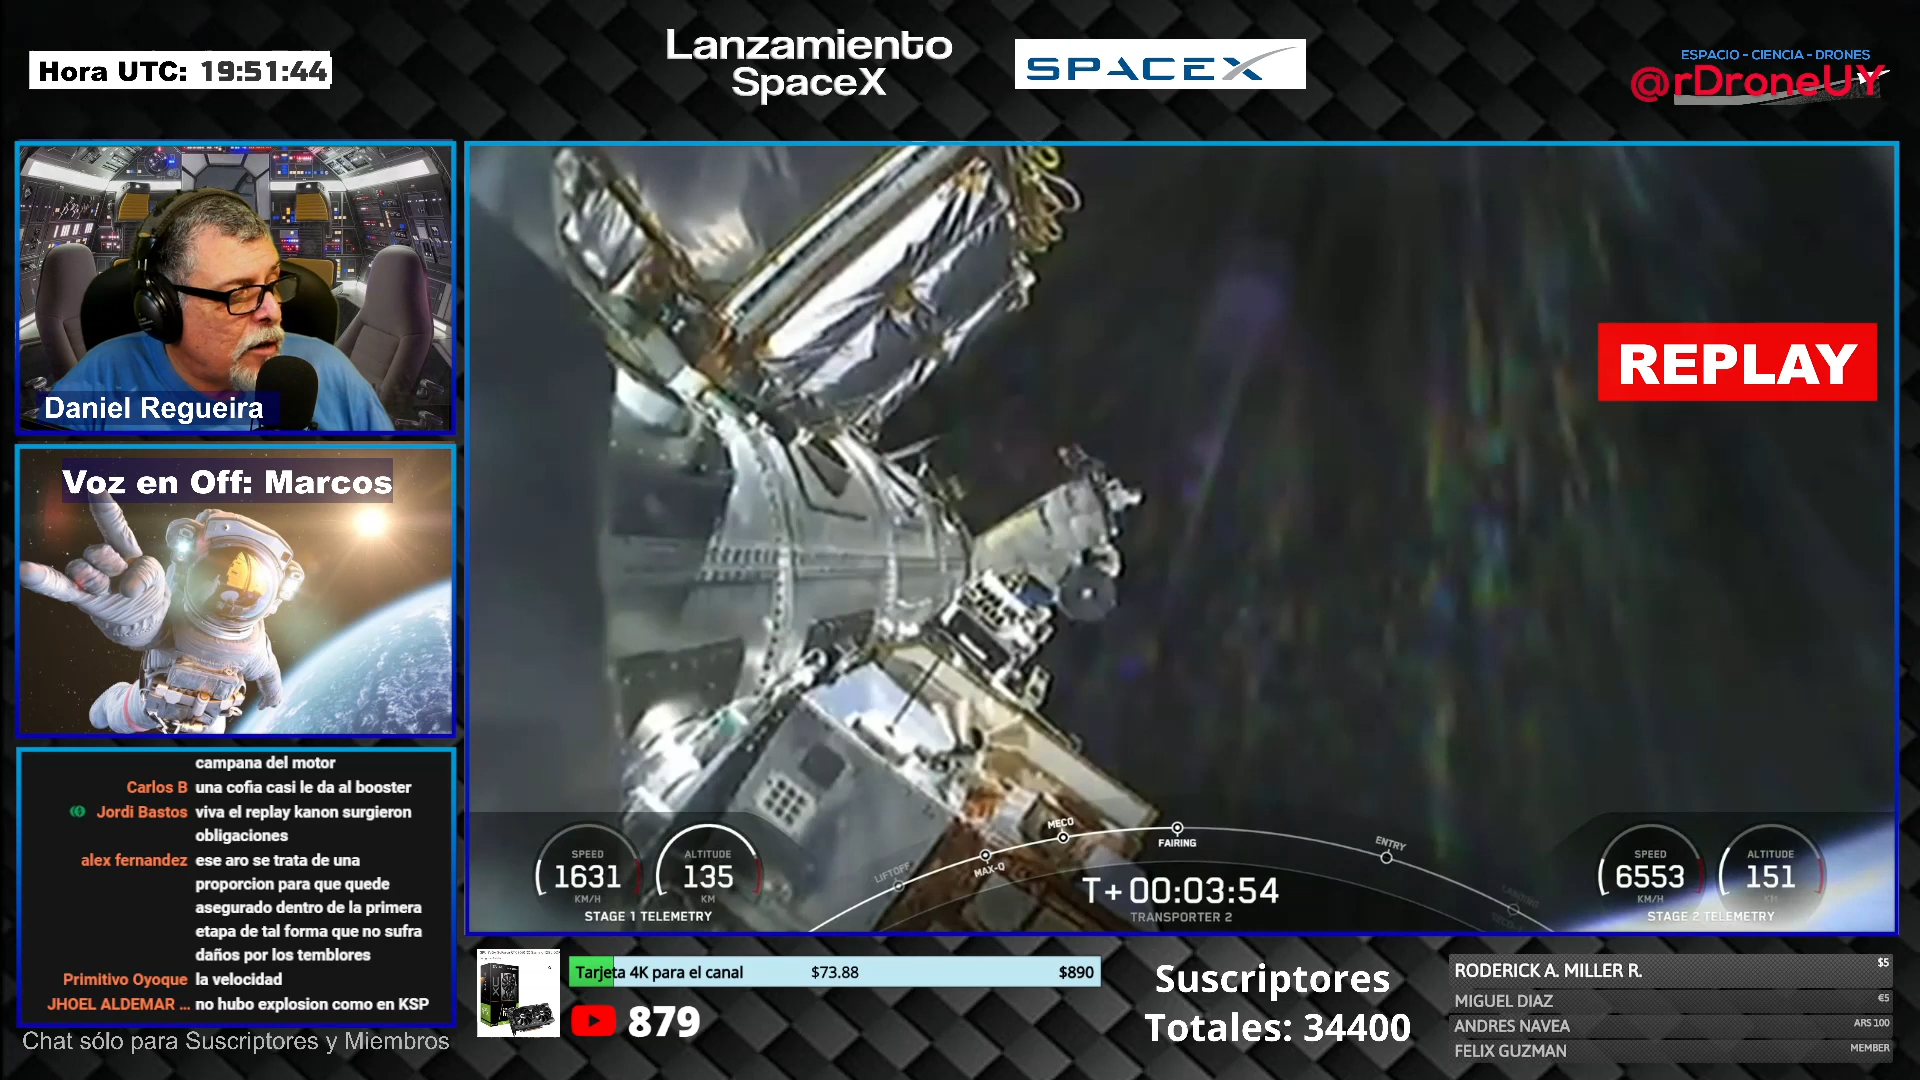 Hora UTC: 19:51:44
Lanzamiento
SpaceX
SPACEX
ESPACIO - CIENCIA - DRONES
@rDroneUY
Daniel Regueira
REPLAY
Voz en Off: Marcos
campana del motor
Carlos B una cofia casi le da al booster
Jordi Bastos viva el replay kanon surgieron
obligaciones
alex fernandez ese aro se trata de una
proporcion para que quede
asegurado dentro de la primera
etapa de tal forma que no sufra
daños por los temblores
Primitivo Oyoque la velocidad
JHOEL ALDEMAR ... no hubo explosion como en KSP
Chat sólo para Suscriptores y Miembros
SPEED
1631
KM/H
ALTITUDE
135
KM
STAGE 1 TELEMETRY
LIFTOFF
MAX-Q
MECO
FAIRING
ENTRY
T+00:03:54
TRANSPORTER 2
SPEED
6553
KM/H
ALTITUDE
151
KM
STAGE 2 TELEMETRY
Tarjeta 4K para el canal $73.88 $890
879
Suscriptores
Totales: 34400
RODERICK A. MILLER R. $5
MIGUEL DIAZ €5
ANDRES NAVEA ARS 100
FELIX GUZMAN MEMBER